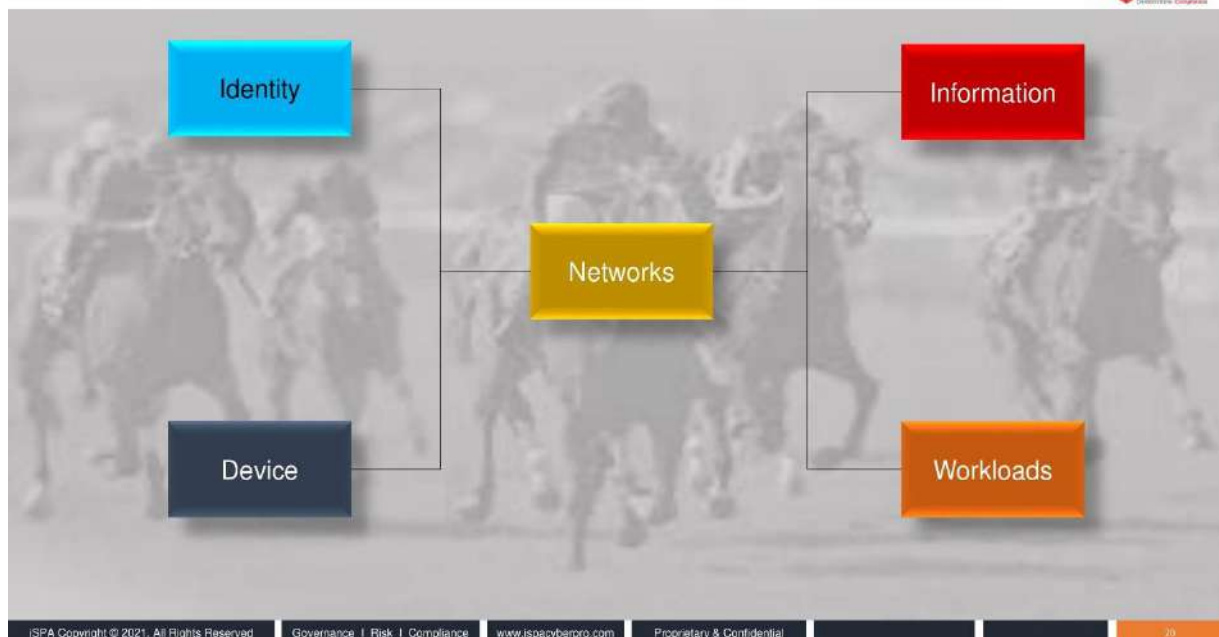 Identity
Information
Networks
Device
Workloads
iSPA Copyright © 2021. All Rights Reserved
Governance | Risk | Compliance
www.ispacyberpro.com
Proprietary & Confidential
20